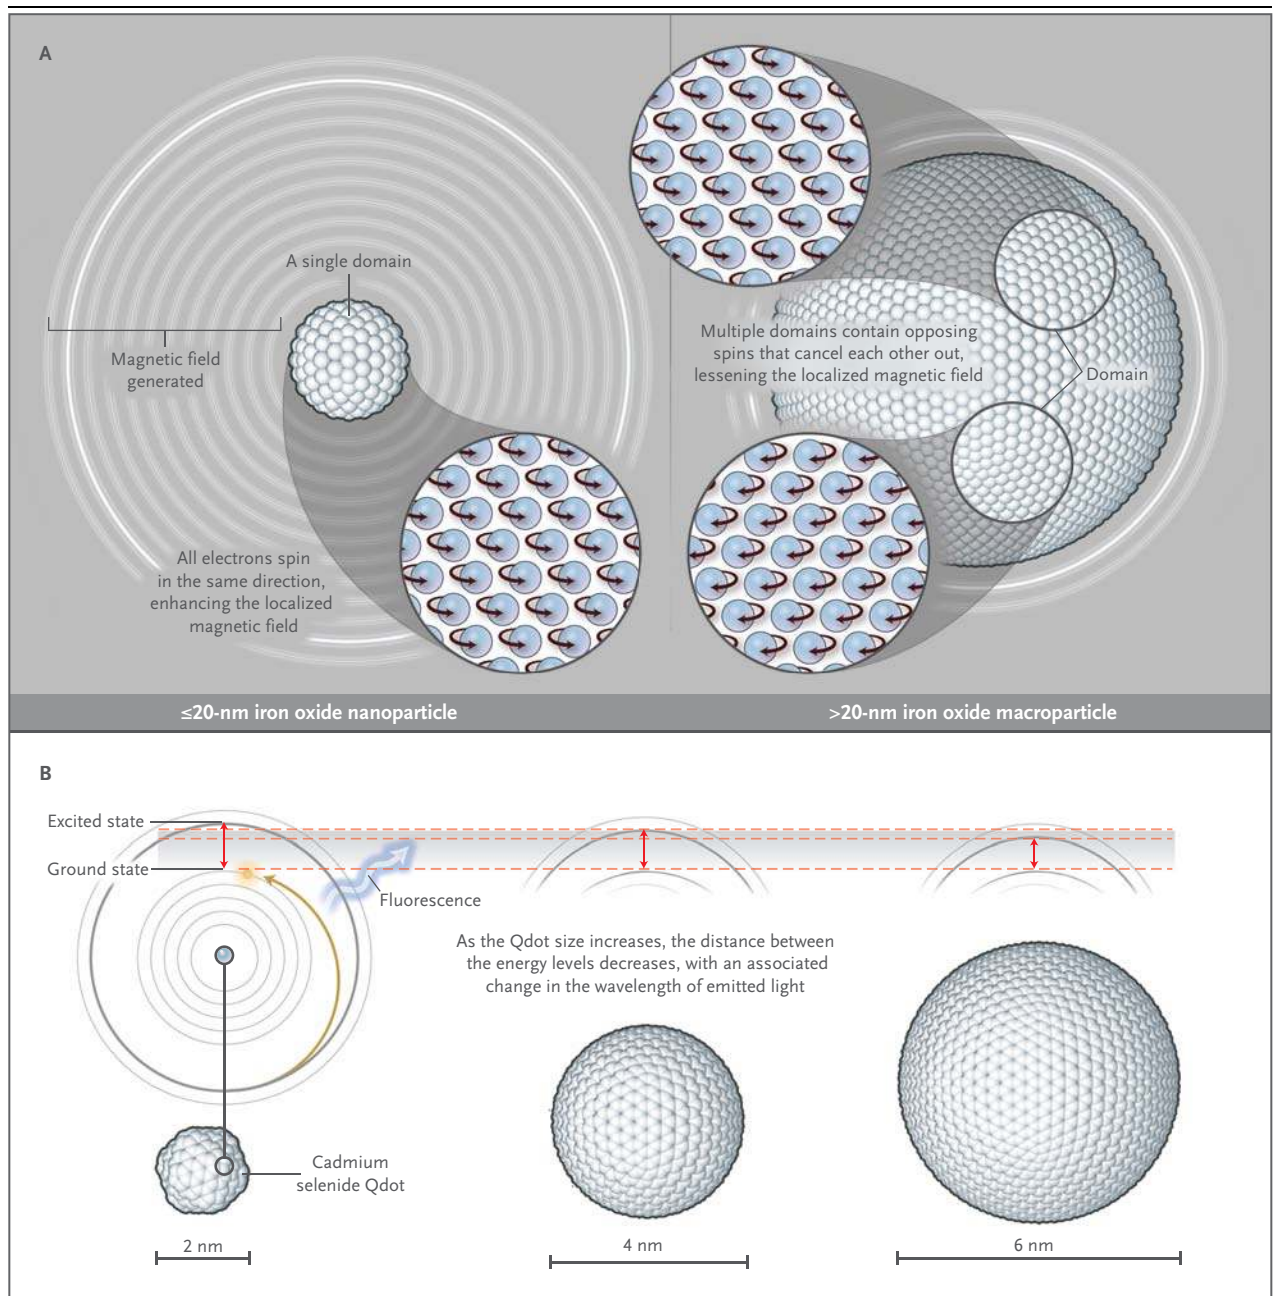 A
A single domain
Magnetic field
generated
All electrons spin
in the same direction,
enhancing the localized
magnetic field
Multiple domains contain opposing
spins that cancel each other out,
lessening the localized magnetic field
Domain
≤20-nm iron oxide nanoparticle
>20-nm iron oxide macroparticle
B
Excited state
Ground state
Fluorescence
As the Qdot size increases, the distance between
the energy levels decreases, with an associated
change in the wavelength of emitted light
Cadmium
selenide Qdot
2 nm
4 nm
6 nm